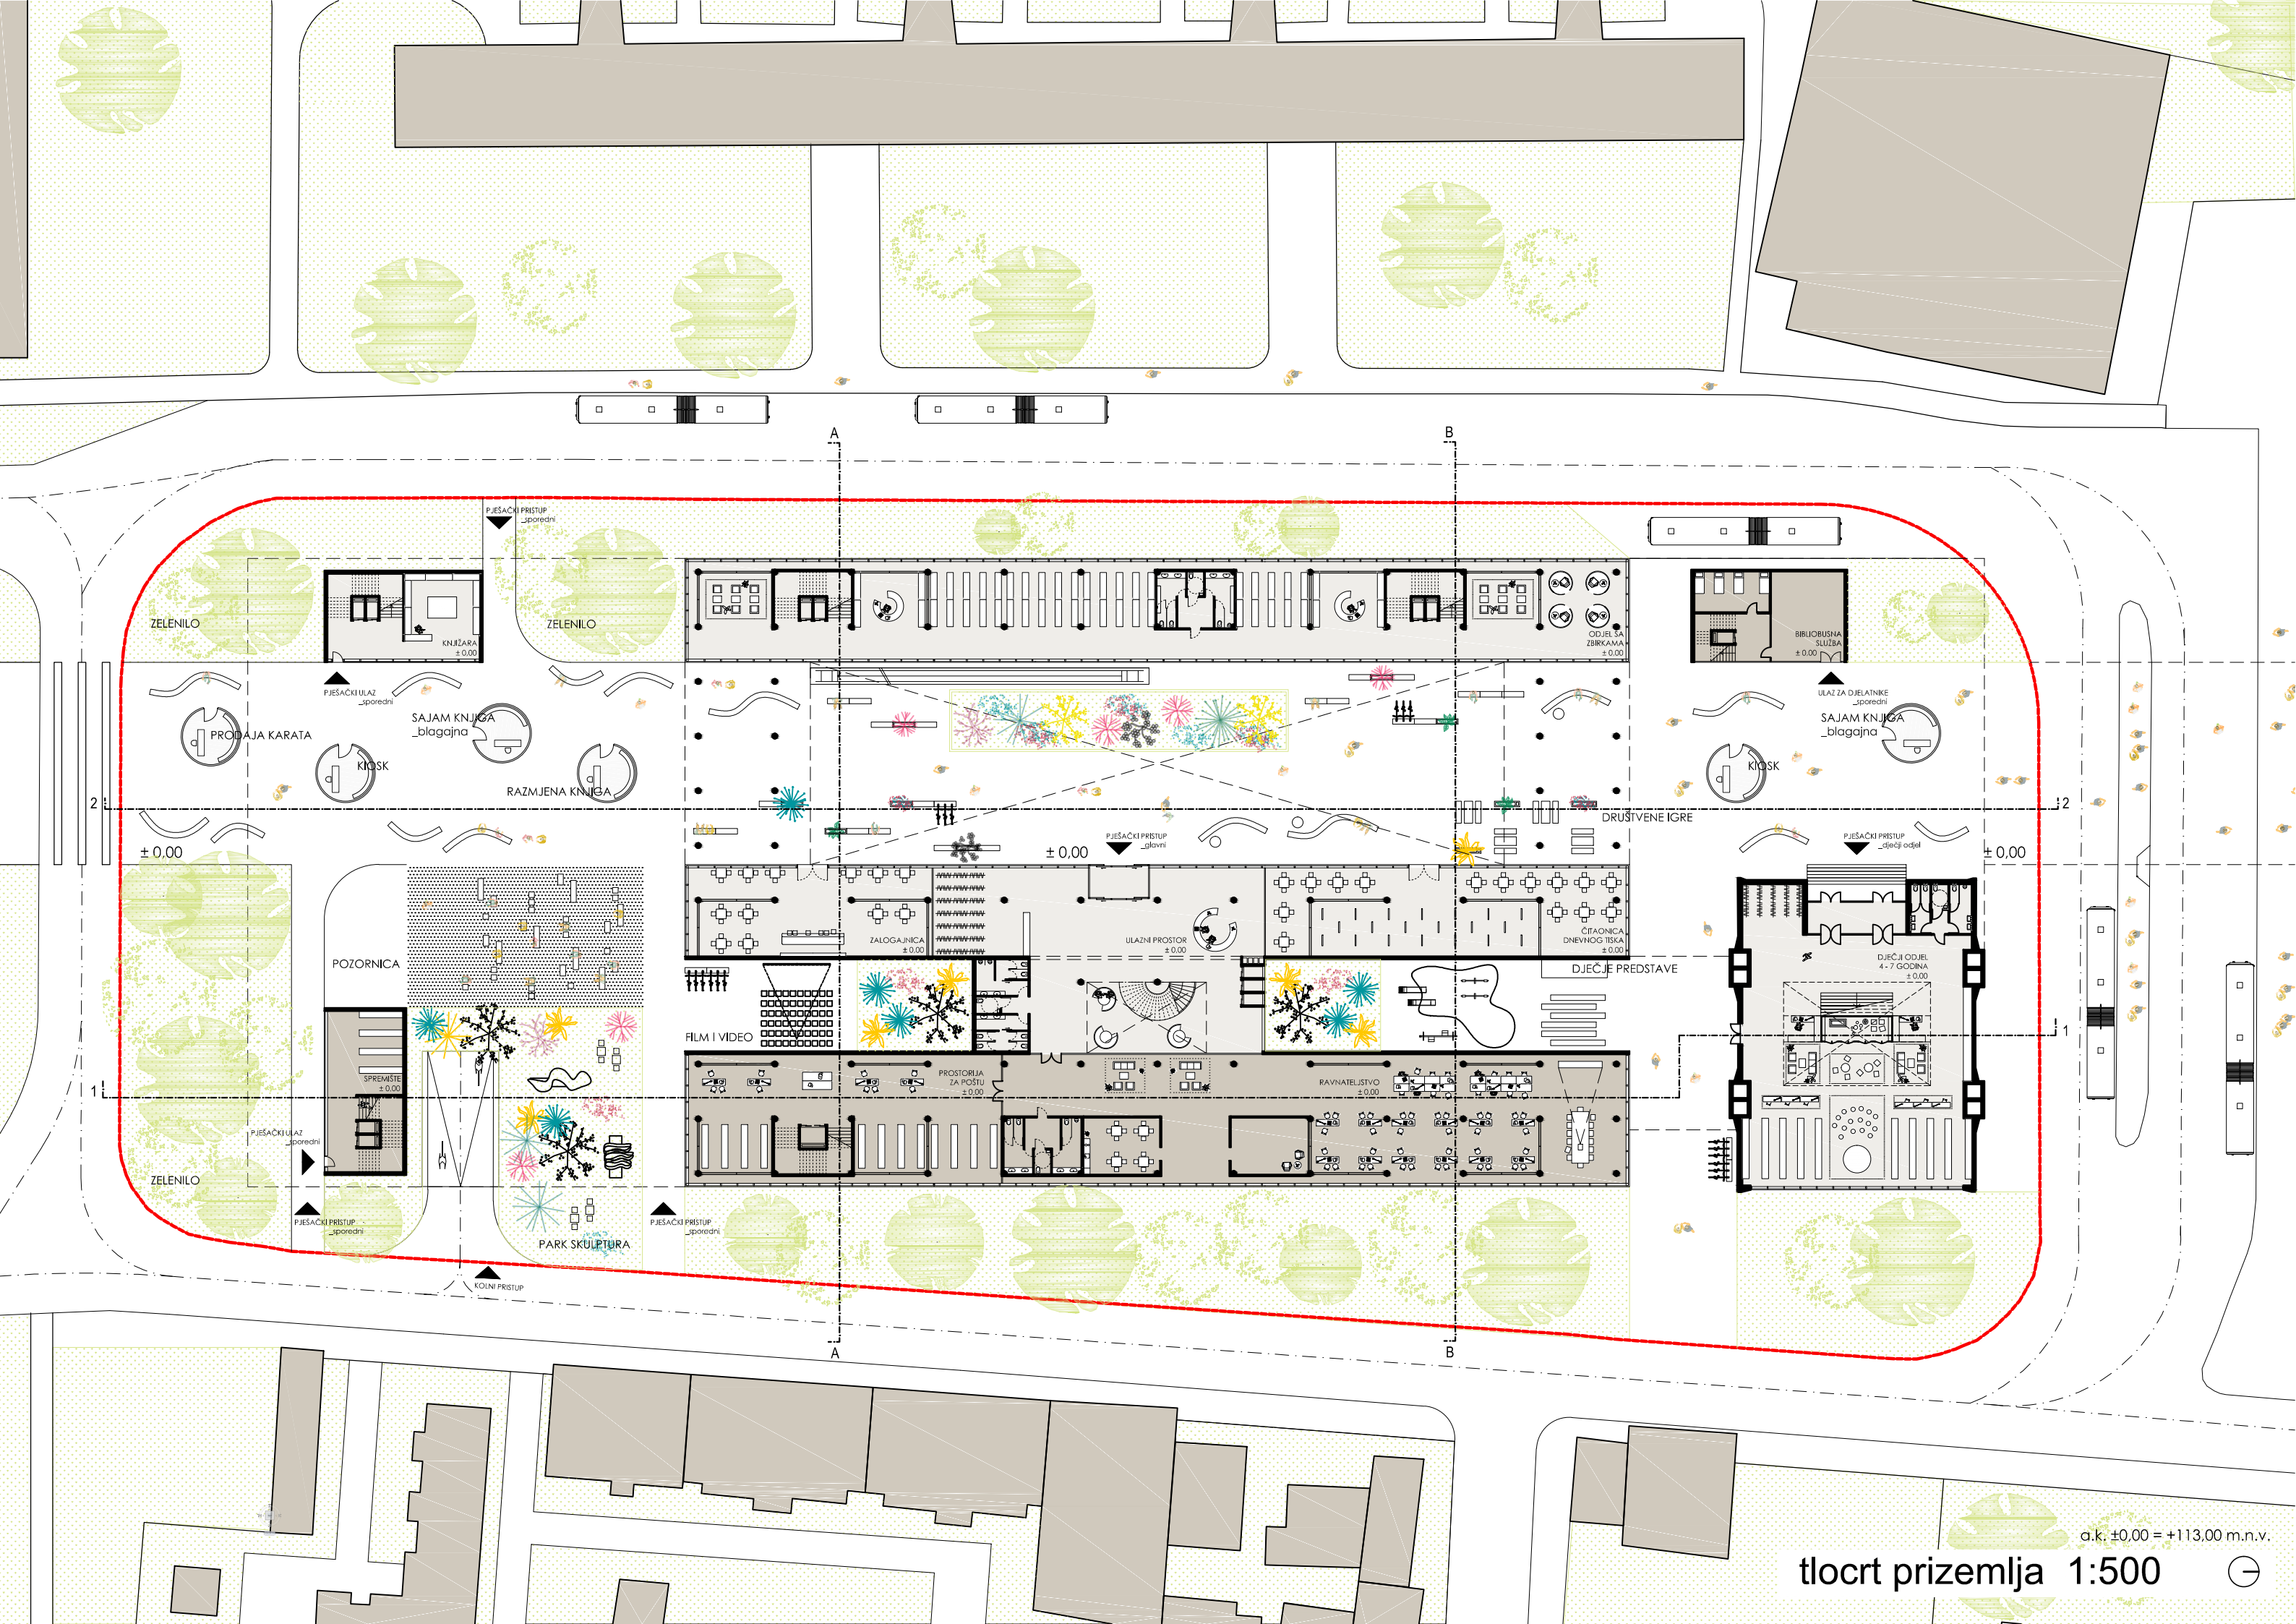 A
B
PJEŠAČKI PRISTUP
_sporedni
ZELENILO
ZELENILO
KNJIŽARA
± 0,00
ODJEL SA
ZBIRKAMA
± 0,00
BIBLIOBUSNA
SLUŽBA
± 0,00
PJEŠAČKI ULAZ
_sporedni
ULAZ ZA DJELATNIKE
_sporedni
SAJAM KNJIGA
_blagajna
SAJAM KNJIGA
_blagajna
PRODAJA KARATA
KIOSK
KIOSK
RAZMJENA KNJIGA
2
2
DRUŠTVENE IGRE
PJEŠAČKI PRISTUP
_glavni
PJEŠAČKI PRISTUP
_dječji odjel
± 0,00
± 0,00
± 0,00
ZALOGAJNICA
± 0,00
ULAZNI PROSTOR
± 0,00
ČITAONICA
DNEVNOG TISKA
± 0,00
POZORNICA
DJEČJI ODJEL
4 - 7 GODINA
± 0,00
DJEČJE PREDSTAVE
FILM I VIDEO
1
1
SPREMIŠTE
± 0,00
PROSTORIJA
ZA POŠTU
± 0,00
RAVNATELJSTVO
± 0,00
PJEŠAČKI ULAZ
_sporedni
ZELENILO
PJEŠAČKI PRISTUP
_sporedni
PJEŠAČKI PRISTUP
_sporedni
PARK SKULPTURA
KOLNI PRISTUP
A
B
a.k. ±0,00 = +113,00 m.n.v.
tlocrt prizemlja 1:500